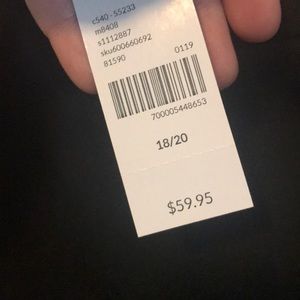 c540 - 55233
m8408
s1112887
sku600660692
81590 0119
700005448653
18/20
$59.95